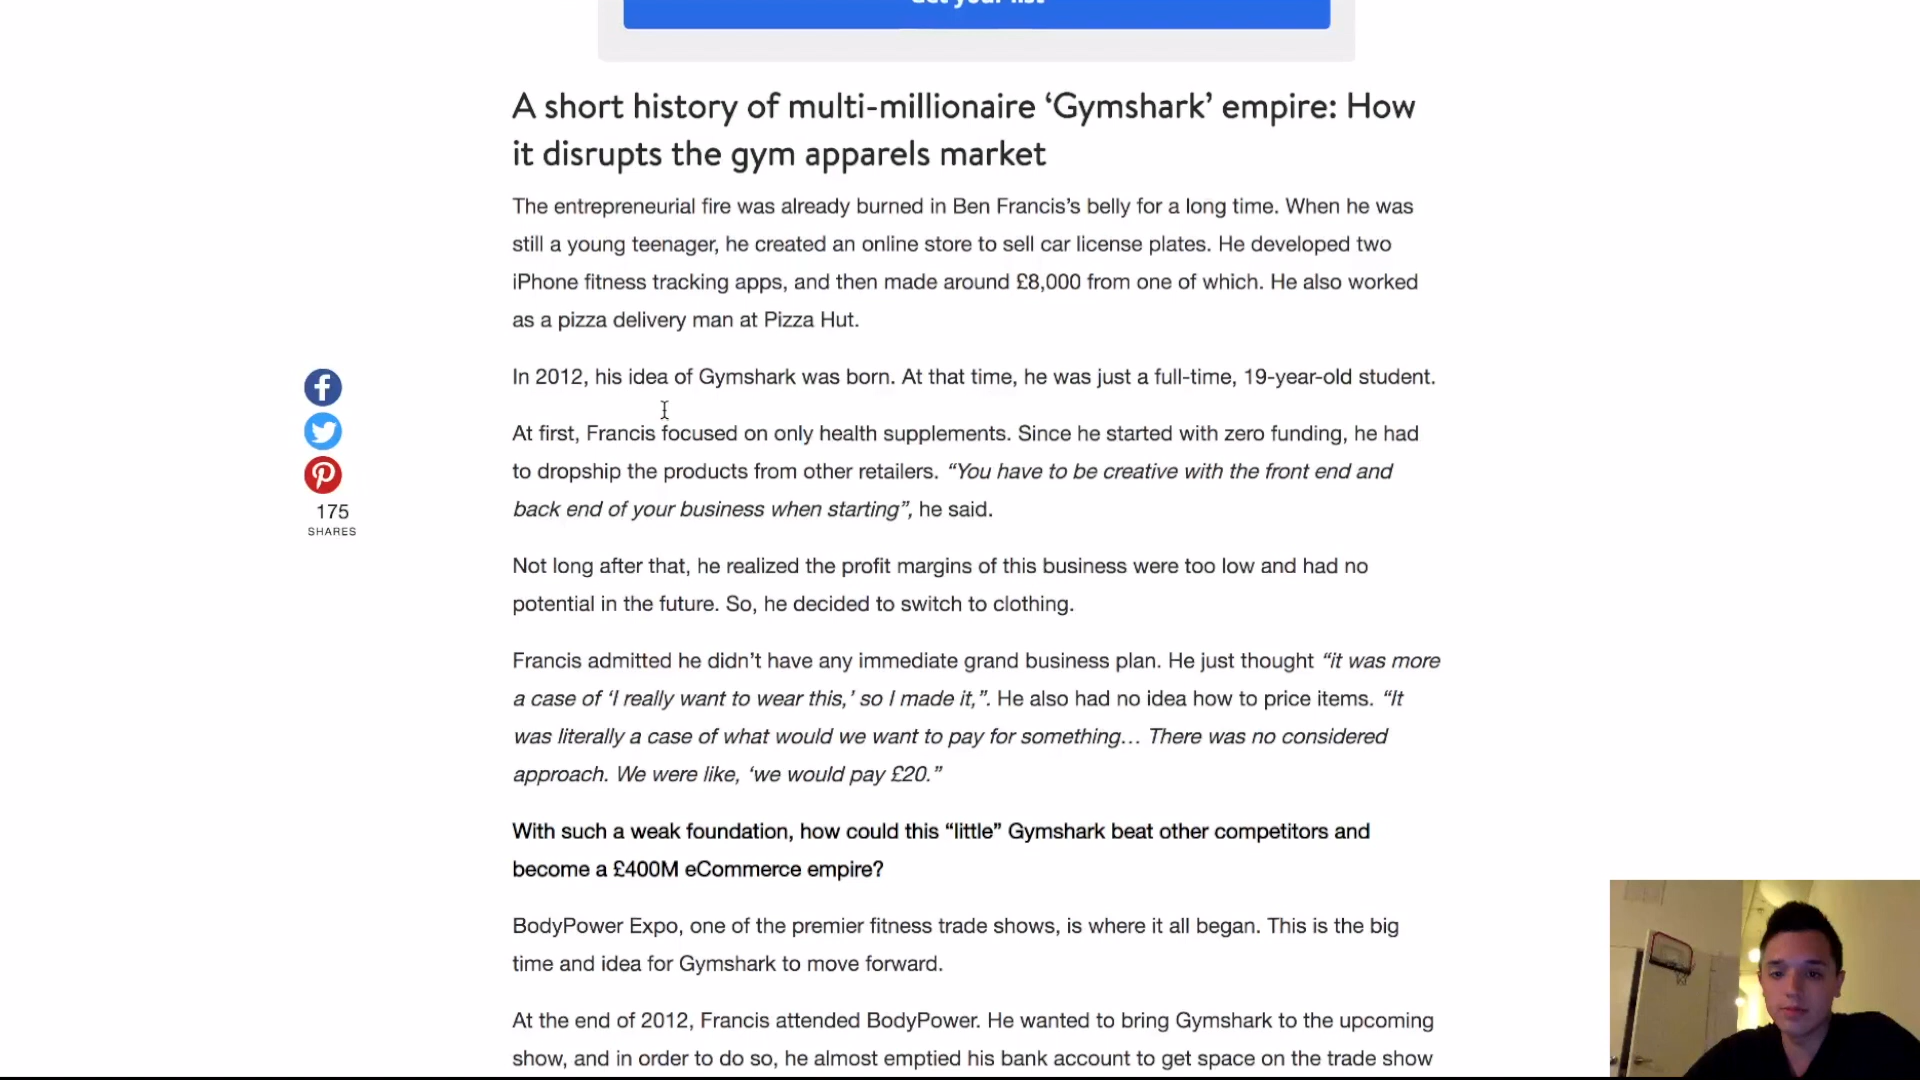 Get your list
A short history of multi-millionaire ‘Gymshark’ empire: How
it disrupts the gym apparels market
The entrepreneurial fire was already burned in Ben Francis’s belly for a long time. When he was
still a young teenager, he created an online store to sell car license plates. He developed two
iPhone fitness tracking apps, and then made around £8,000 from one of which. He also worked
as a pizza delivery man at Pizza Hut.
In 2012, his idea of Gymshark was born. At that time, he was just a full-time, 19-year-old student.
At first, Francis focused on only health supplements. Since he started with zero funding, he had
to dropship the products from other retailers. “You have to be creative with the front end and
back end of your business when starting”, he said.
175
SHARES
Not long after that, he realized the profit margins of this business were too low and had no
potential in the future. So, he decided to switch to clothing.
Francis admitted he didn’t have any immediate grand business plan. He just thought “it was more
a case of ‘I really want to wear this,’ so I made it,”. He also had no idea how to price items. “It
was literally a case of what would we want to pay for something… There was no considered
approach. We were like, ‘we would pay £20.”
With such a weak foundation, how could this “little” Gymshark beat other competitors and
become a £400M eCommerce empire?
BodyPower Expo, one of the premier fitness trade shows, is where it all began. This is the big
time and idea for Gymshark to move forward.
At the end of 2012, Francis attended BodyPower. He wanted to bring Gymshark to the upcoming
show, and in order to do so, he almost emptied his bank account to get space on the trade show